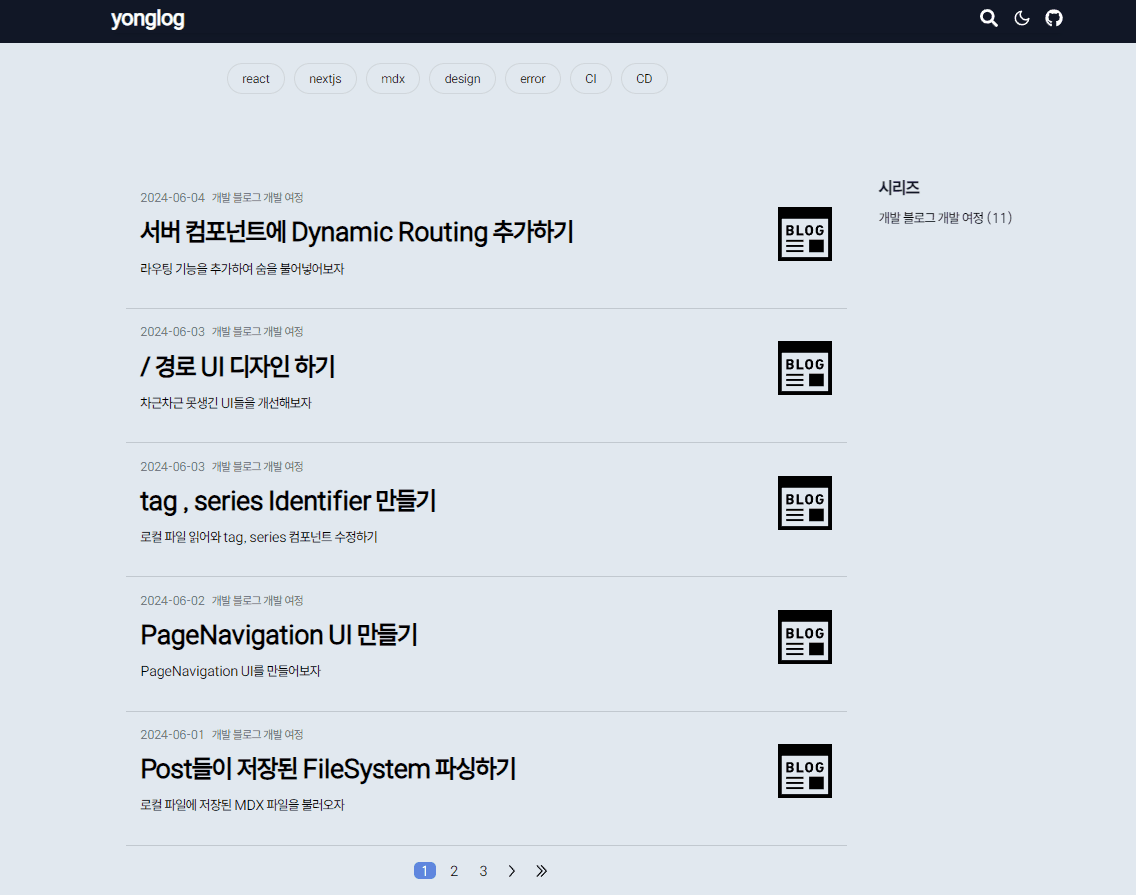 yonglog
react nextjs mdx design error CI CD
2024-06-04 개발 블로그 개발 여정
서버 컴포넌트에 Dynamic Routing 추가하기
라우팅 기능을 추가하여 숨을 불어넣어보자
BLOG
2024-06-03 개발 블로그 개발 여정
/ 경로 UI 디자인 하기
차근차근 못생긴 UI들을 개선해보자
BLOG
2024-06-03 개발 블로그 개발 여정
tag , series Identifier 만들기
로컬 파일 읽어와 tag, series 컴포넌트 수정하기
BLOG
2024-06-02 개발 블로그 개발 여정
PageNavigation UI 만들기
PageNavigation UI를 만들어보자
BLOG
2024-06-01 개발 블로그 개발 여정
Post들이 저장된 FileSystem 파싱하기
로컬 파일에 저장된 MDX 파일을 불러오자
BLOG
1 2 3
시리즈
개발 블로그 개발 여정 (11)